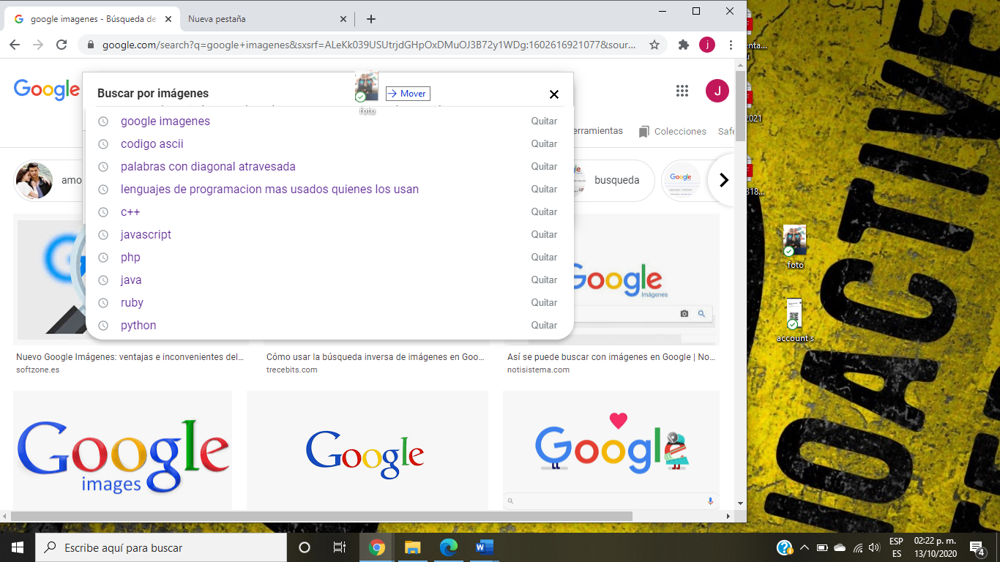 google imagenes - Búsqueda de
Nueva pestaña
google.com/search?q=google+imagenes&sxsrf=ALeKk039USUtrjdGHpOxDMuOJ3B72y1WDg:1602616921077&sour...
j
Google
Buscar por imágenes
foto
Mover
J
google imagenes Quitar
codigo ascii Quitar
palabras con diagonal atravesada Quitar
lenguajes de programacion mas usados quienes los usan Quitar
c++ Quitar
javascript Quitar
php Quitar
java Quitar
ruby Quitar
python Quitar
erramientas
Colecciones
Safe
amo
busqueda
Google
Google
Imágenes
Nuevo Google Imágenes: ventajas e inconvenientes del...
softzone.es
Cómo usar la búsqueda inversa de imágenes en Goo...
trecebits.com
Así se puede buscar con imágenes en Google | No...
notisistema.com
Google
images
Google
Google
2021
318...
foto
account s
IOACTIVE
Escribe aquí para buscar
ESP
ES
02:22 p. m.
13/10/2020
4